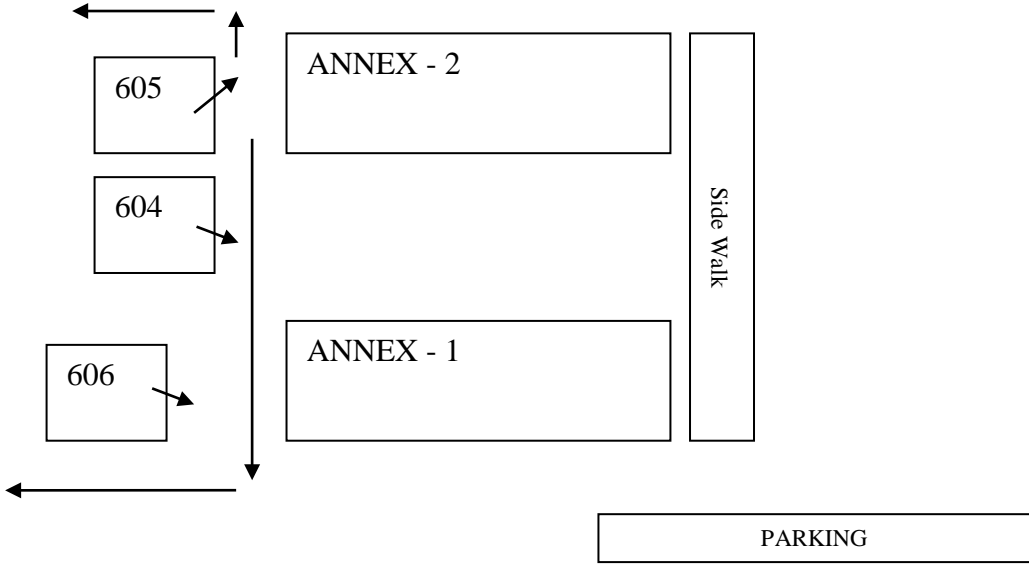 605
ANNEX - 2
604
Side Walk
ANNEX - 1
606
PARKING